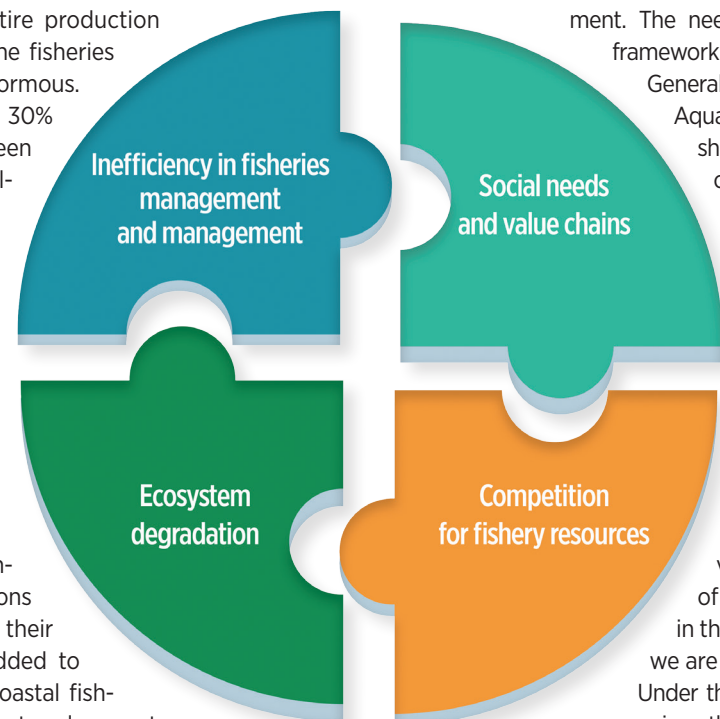 tire production
ne fisheries
ormous.
30%
een
l-
ment. The nee
framework
General
Aqua
sh
Inefficiency in fisheries
management
and management
Social needs
and value chains
Ecosystem
degradation
Competition
for fishery resources
n-
ons
their
dded to
oastal fish-
of
in th
we are
Under th